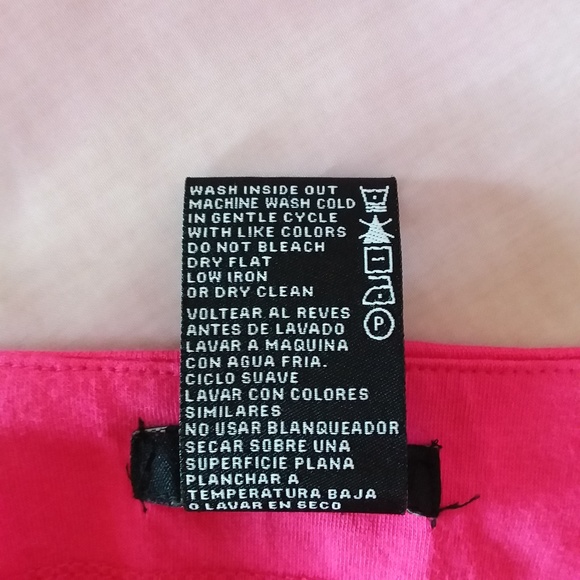 WASH INSIDE OUT
MACHINE WASH COLD
IN GENTLE CYCLE
WITH LIKE COLORS
DO NOT BLEACH
DRY FLAT
LOW IRON
OR DRY CLEAN
P
VOLTEAR AL REVES
ANTES DE LAVADO
LAVAR A MAQUINA
CON AGUA FRIA.
CICLO SUAVE
LAVAR CON COLORES
SIMILARES
NO USAR BLANQUEADOR
SECAR SOBRE UNA
SUPERFICIE PLANA
PLANCHAR A
TEMPERATURA BAJA
O LAVAR EN SECO